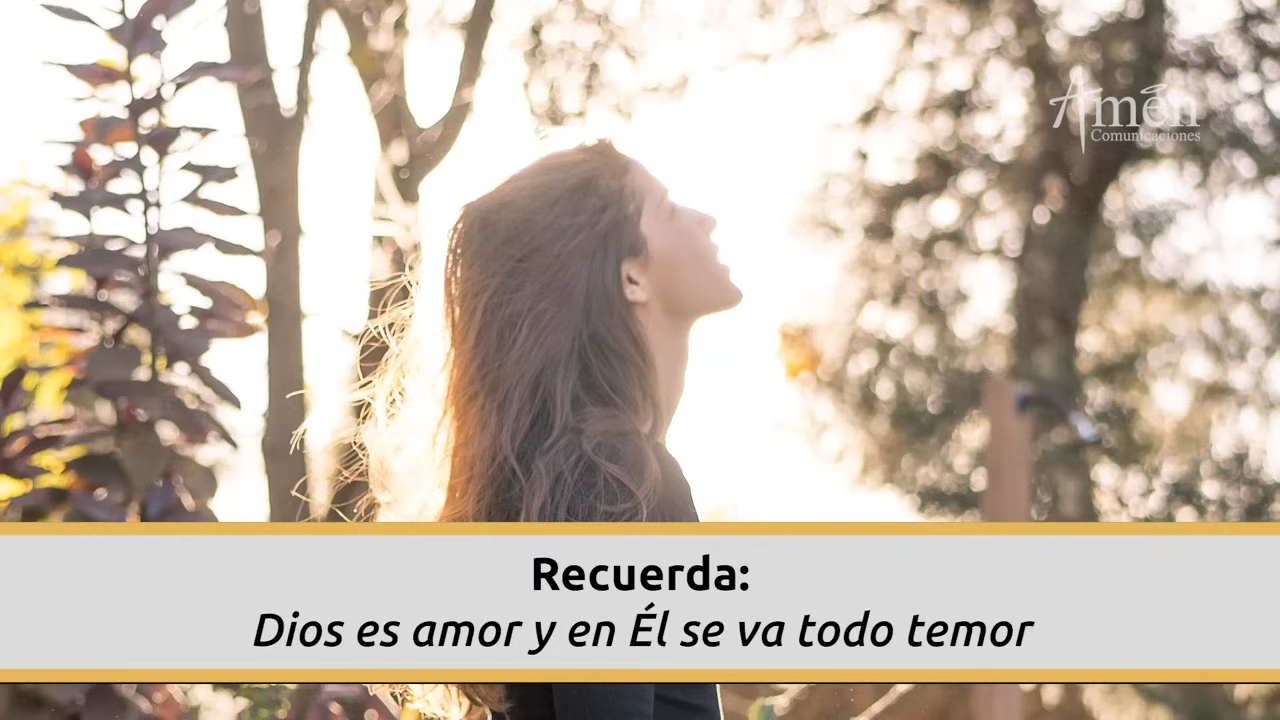 Amén
Comunicaciones
Recuerda:
Dios es amor y en Él se va todo temor